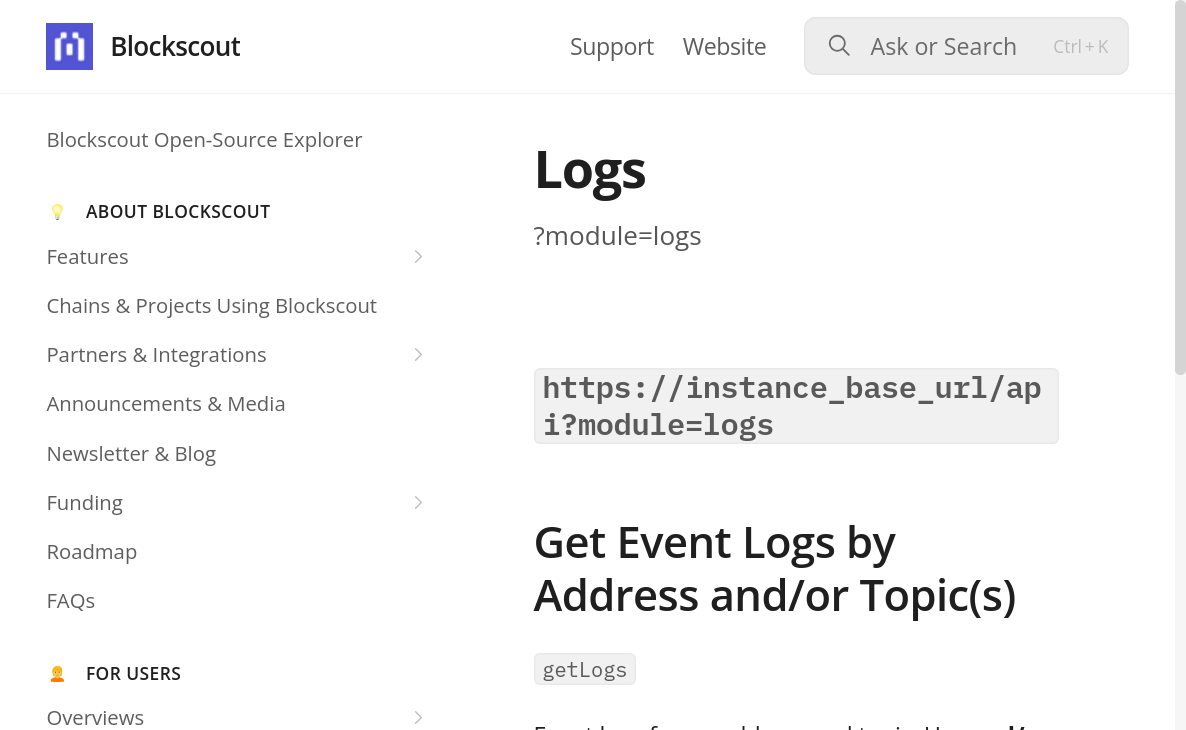 Blockscout
Support
Website
Ask or Search
Ctrl+K
Blockscout Open-Source Explorer
ABOUT BLOCKSCOUT
Features
Chains & Projects Using Blockscout
Partners & Integrations
Announcements & Media
Newsletter & Blog
Funding
Roadmap
FAQs
FOR USERS
Overviews
Logs
?module=logs
https://instance_base_url/ap
i?module=logs
Get Event Logs by
Address and/or Topic(s)
getLogs